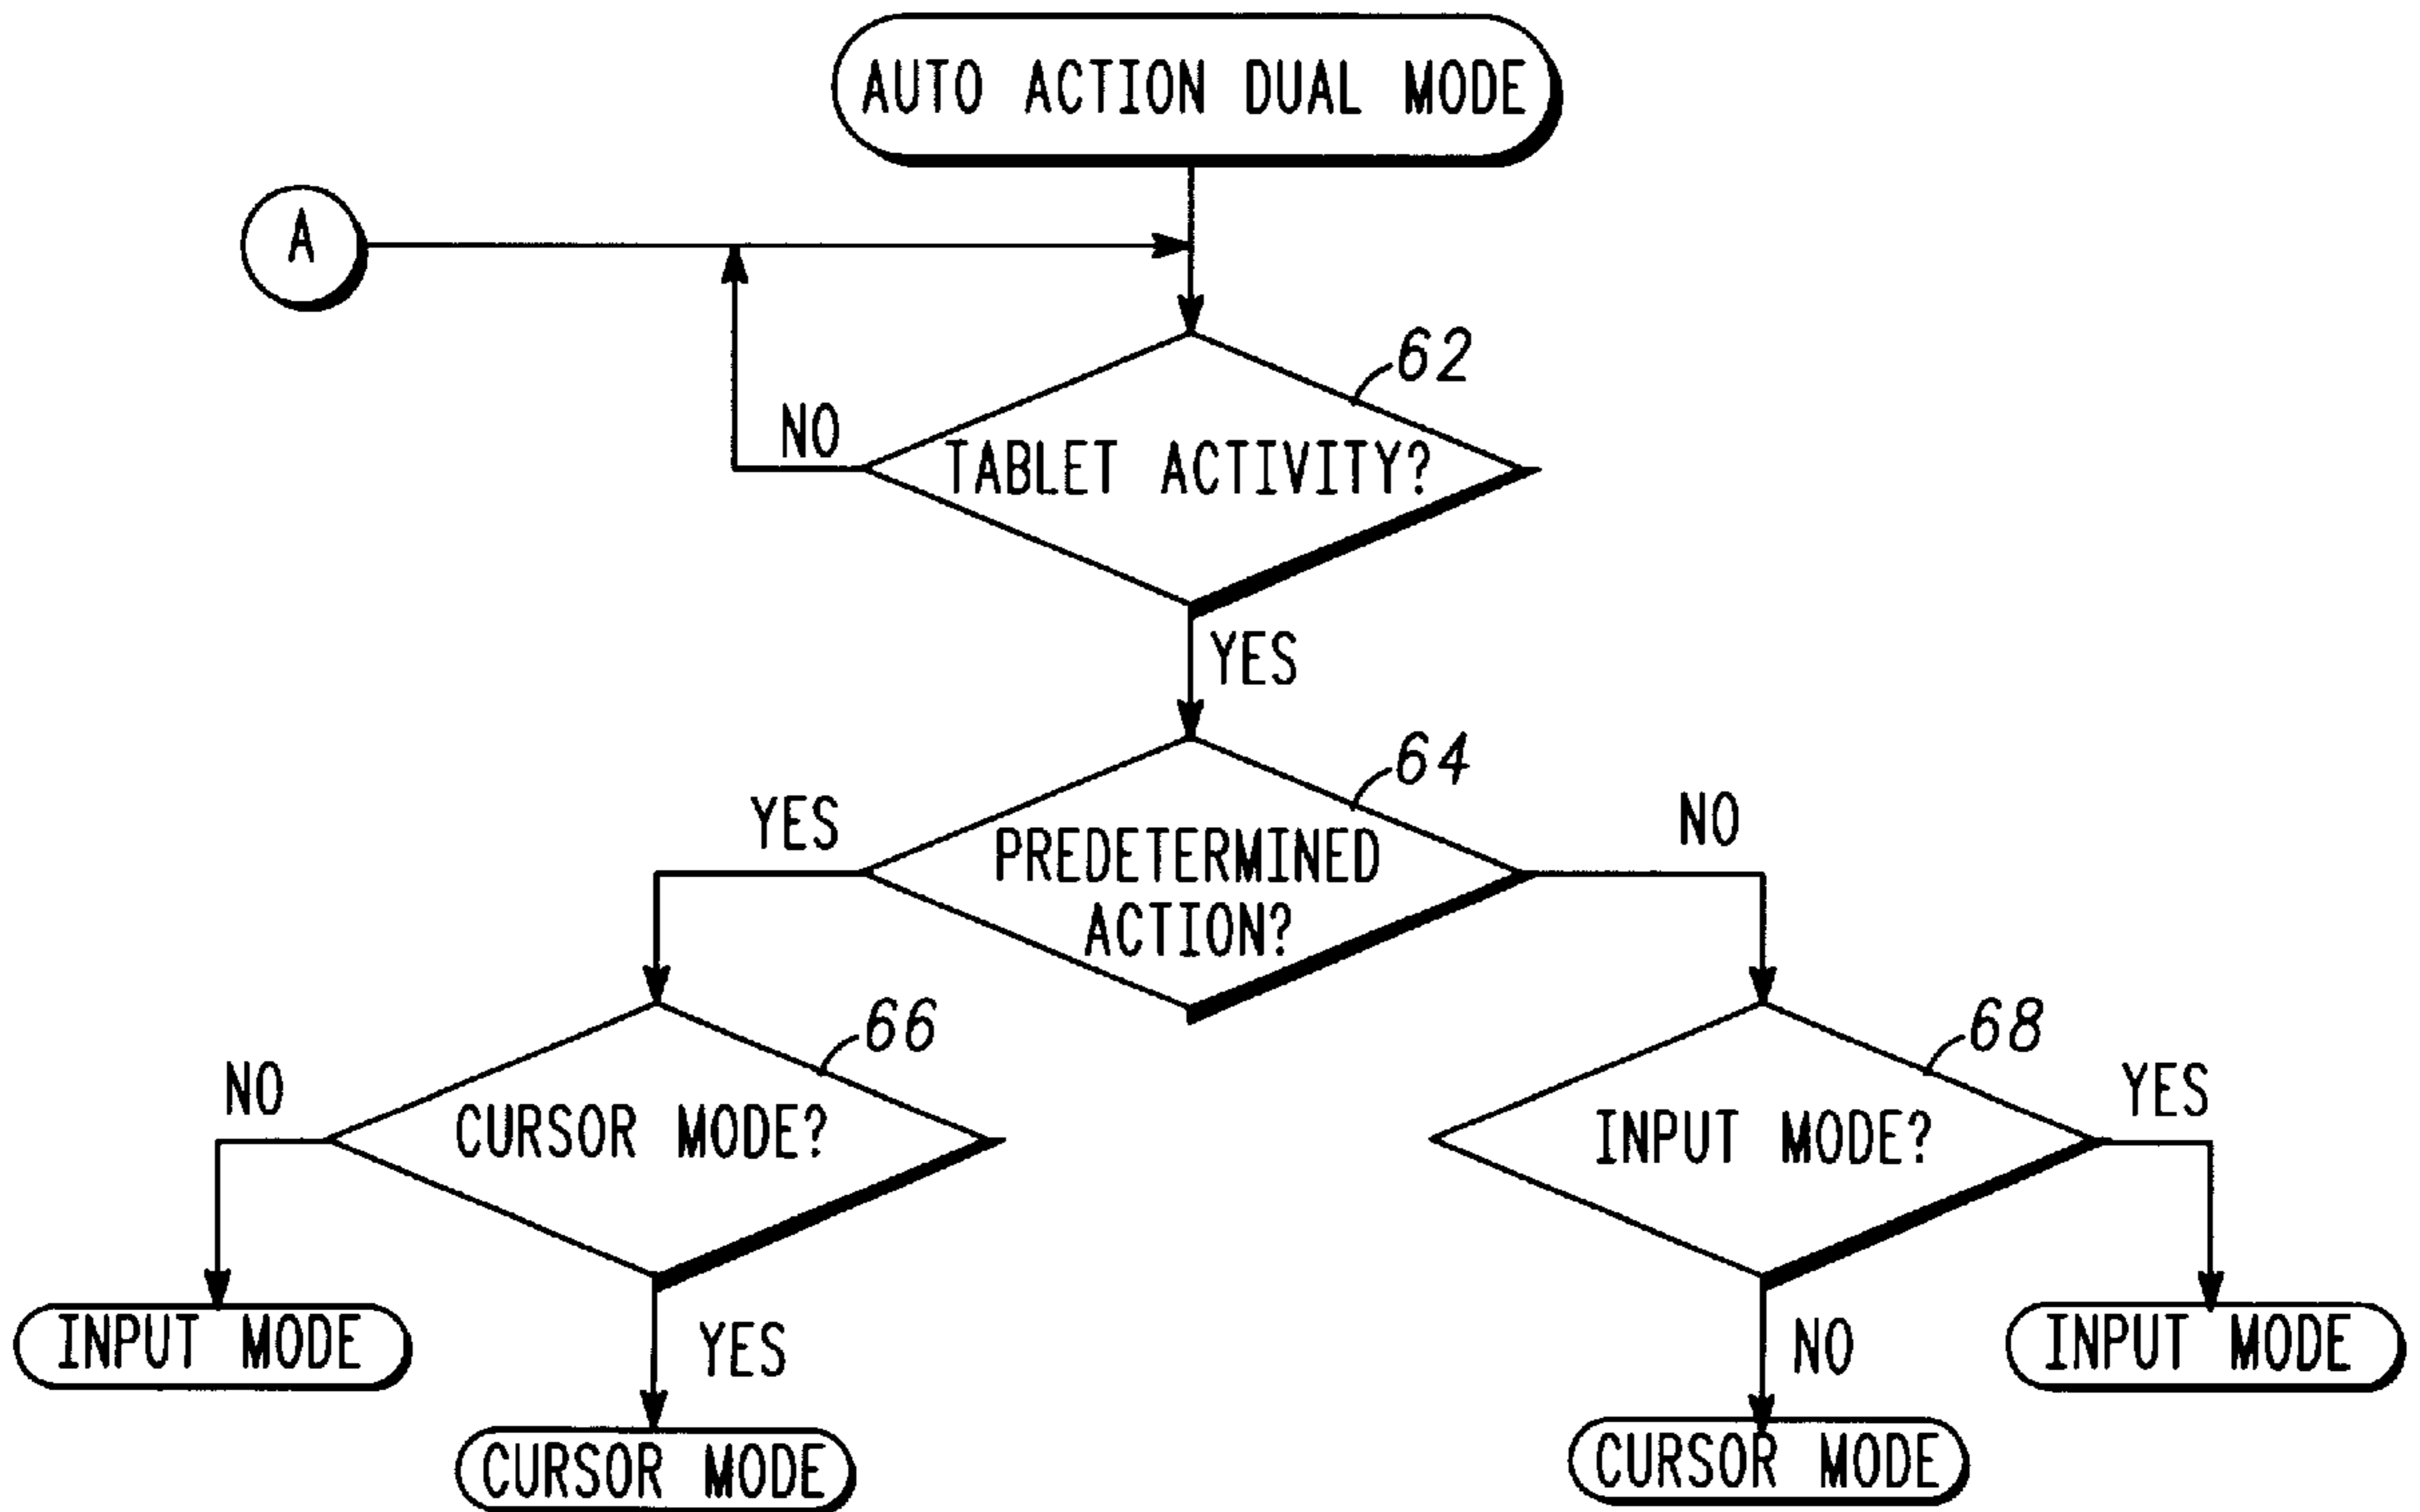 AUTO ACTION DUAL MODE
A
62
NO
TABLET ACTIVITY?
YES
64
YES
NO
PREDETERMINED
ACTION?
66
68
NO
YES
CURSOR MODE?
INPUT MODE?
INPUT MODE
YES
NO
INPUT MODE
CURSOR MODE
CURSOR MODE